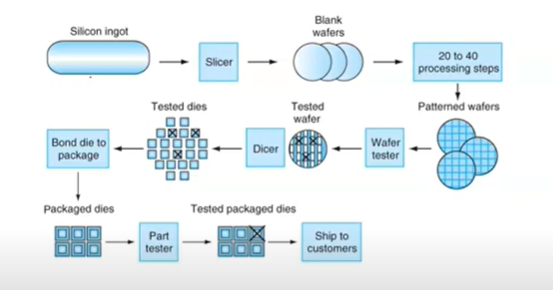 Silicon ingot
Slicer
Blank
wafers
20 to 40
processing steps
Patterned wafers
Wafer
tester
Tested
wafer
Dicer
Tested dies
Bond die to
package
Packaged dies
Part
tester
Tested packaged dies
Ship to
customers